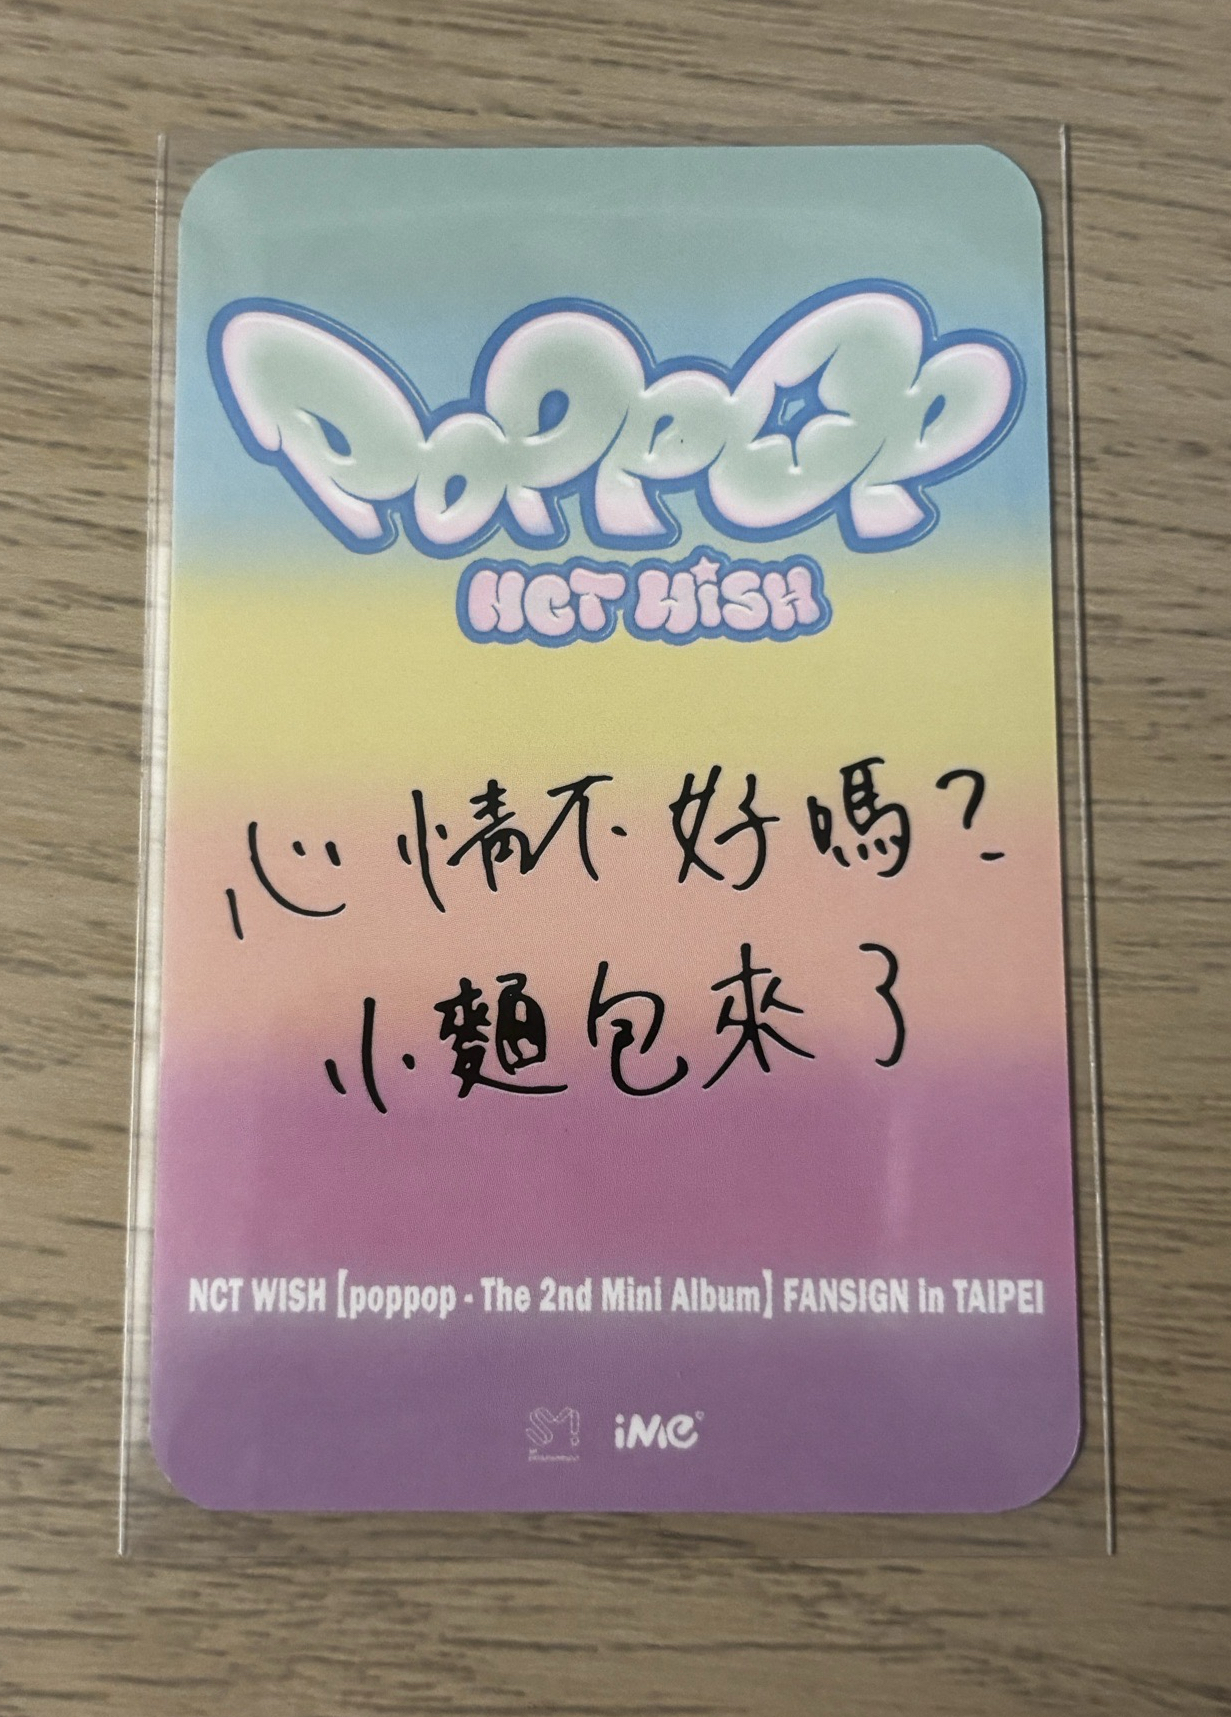 POPPOP
NCT WiSH
心情不好嗎？
小麵包來了
NCT WISH【poppop - The 2nd Mini Album】FANSIGN in TAIPEI
SM iMe